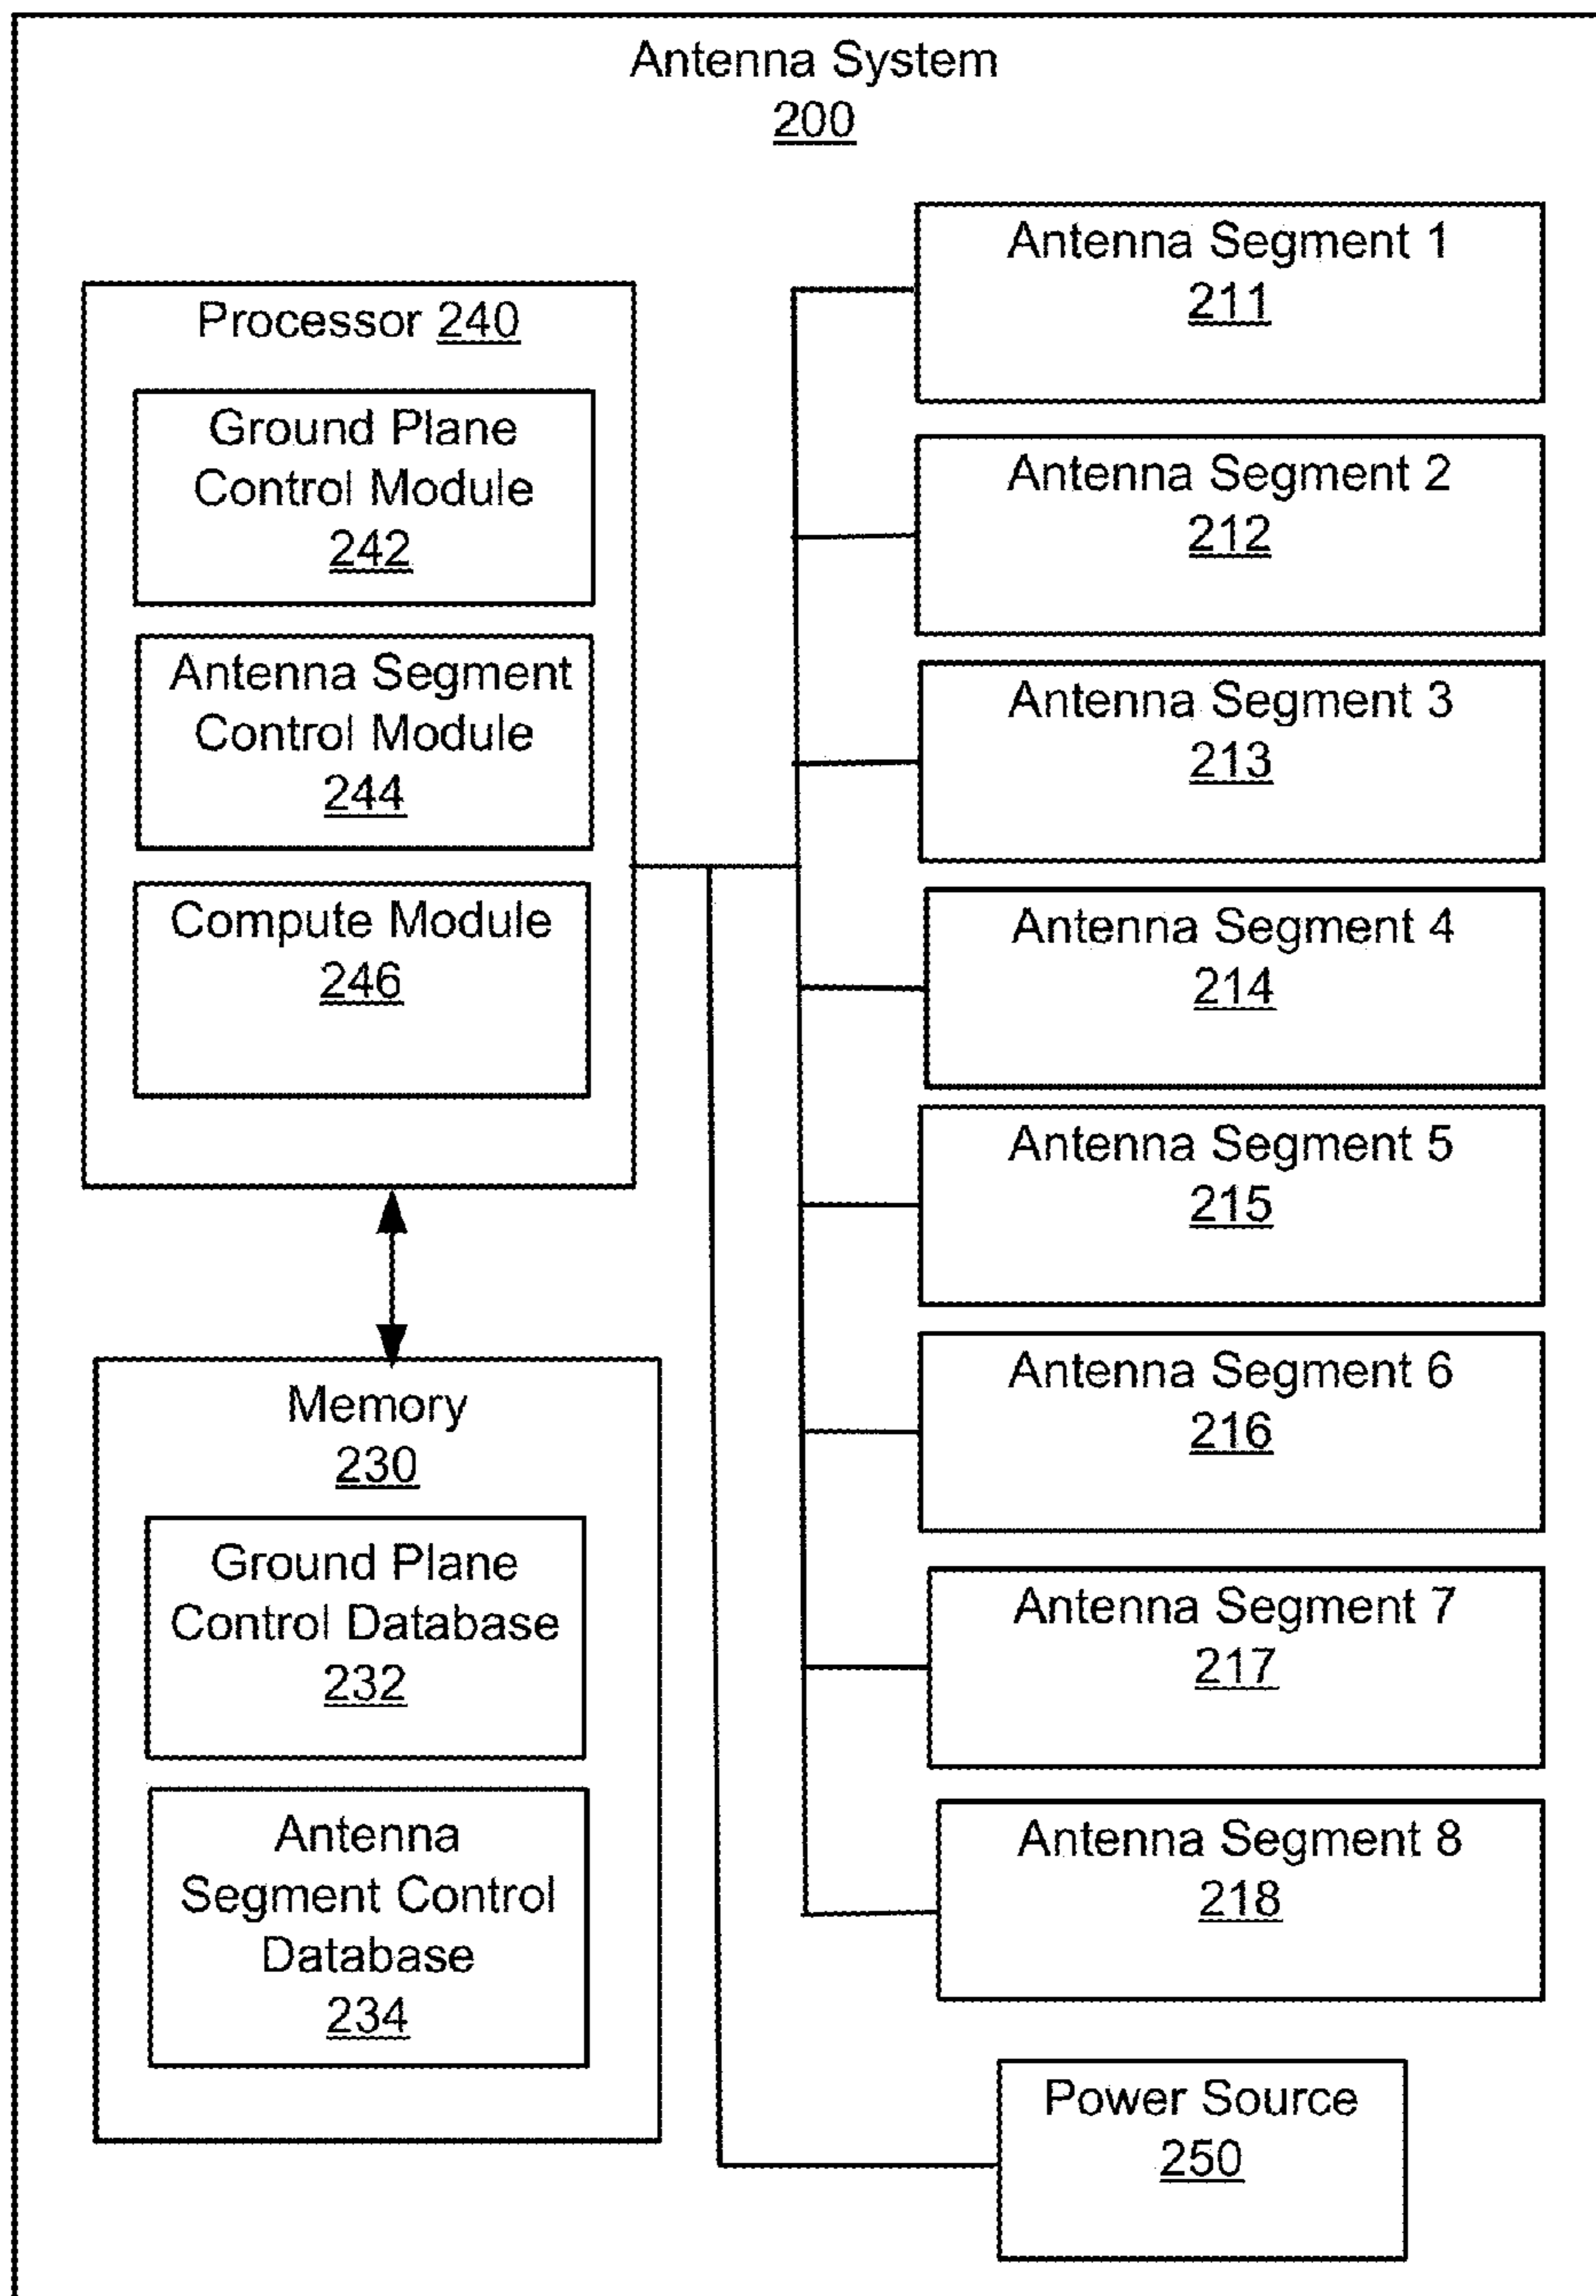 Antenna System
200
Processor 240
Ground Plane
Control Module
242
Antenna Segment
Control Module
244
Compute Module
246
Memory
230
Ground Plane
Control Database
232
Antenna
Segment Control
Database
234
Antenna Segment 1
211
Antenna Segment 2
212
Antenna Segment 3
213
Antenna Segment 4
214
Antenna Segment 5
215
Antenna Segment 6
216
Antenna Segment 7
217
Antenna Segment 8
218
Power Source
250